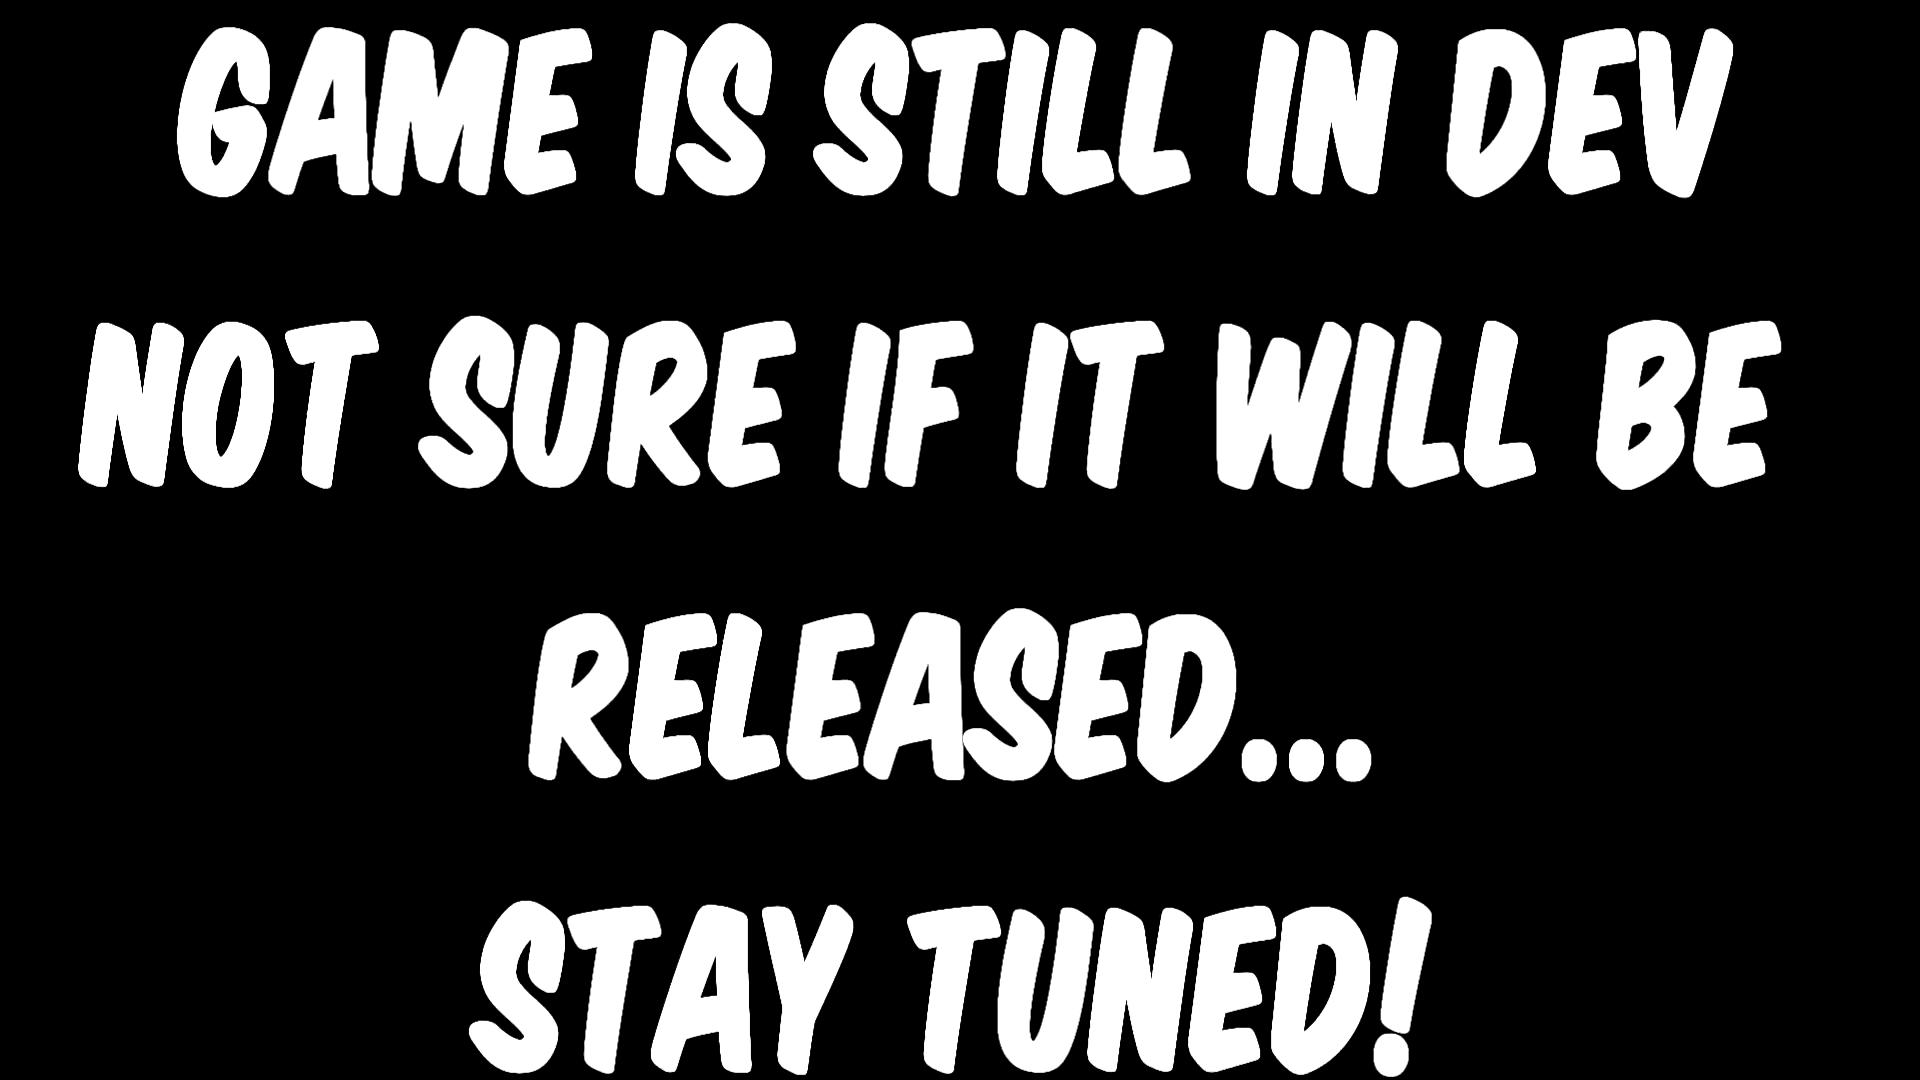 GAME IS STILL IN DEV
NOT SURE IF IT WILL BE
RELEASED...
STAY TUNED!